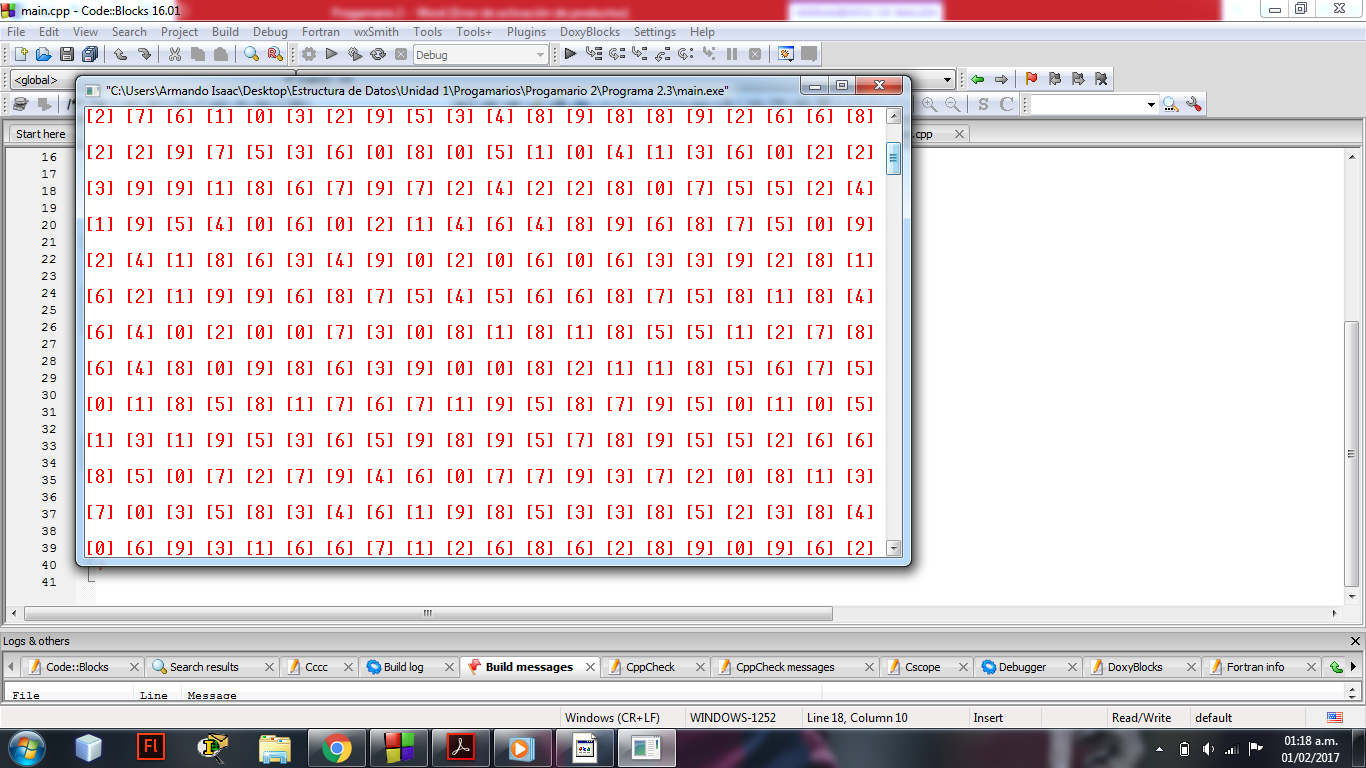 main.cpp - Code::Blocks 16.01
File Edit View Search Project Build Debug Fortran wxSmith Tools Tools+ Plugins DoxyBlocks Settings Help
Debug
<global>
S C
"C:\Users\Armando Isaac\Desktop\Estructura de Datos\Unidad 1\Progamarios\Progamario 2\Programa 2.3\main.exe"
Start here
.cpp
[2] [7] [6] [1] [0] [3] [2] [9] [5] [3] [4] [8] [9] [8] [8] [9] [2] [6] [6] [8]
[2] [2] [9] [7] [5] [3] [6] [0] [8] [0] [5] [1] [0] [4] [1] [3] [6] [0] [2] [2]
[3] [9] [9] [1] [8] [6] [7] [9] [7] [2] [4] [2] [2] [8] [0] [7] [5] [5] [2] [4]
[1] [9] [5] [4] [0] [6] [0] [2] [1] [4] [6] [4] [8] [9] [6] [8] [7] [5] [0] [9]
[2] [4] [1] [8] [6] [3] [4] [9] [0] [2] [0] [6] [0] [6] [3] [3] [9] [2] [8] [1]
[6] [2] [1] [9] [9] [6] [8] [7] [5] [4] [5] [6] [6] [8] [7] [5] [8] [1] [8] [4]
[6] [4] [0] [2] [0] [0] [7] [3] [0] [8] [1] [8] [1] [8] [5] [5] [1] [2] [7] [8]
[6] [4] [8] [0] [9] [8] [6] [3] [9] [0] [0] [8] [2] [1] [1] [8] [5] [6] [7] [5]
[0] [1] [8] [5] [8] [1] [7] [6] [7] [1] [9] [5] [8] [7] [9] [5] [0] [1] [0] [5]
[1] [3] [1] [9] [5] [3] [6] [5] [9] [8] [9] [5] [7] [8] [9] [5] [5] [2] [6] [6]
[8] [5] [0] [7] [2] [7] [9] [4] [6] [0] [7] [7] [9] [3] [7] [2] [0] [8] [1] [3]
[7] [0] [3] [5] [8] [3] [4] [6] [1] [9] [8] [5] [3] [3] [8] [5] [2] [3] [8] [4]
[0] [6] [9] [3] [1] [6] [6] [7] [1] [2] [6] [8] [6] [2] [8] [9] [0] [9] [6] [2]
16
17
18
19
20
21
22
23
24
25
26
27
28
29
30
31
32
33
34
35
36
37
38
39
40
41
Logs & others
Code::Blocks Search results Cccc Build log Build messages CppCheck CppCheck messages Cscope Debugger DoxyBlocks Fortran info
File Line Message
Windows (CR+LF) WINDOWS-1252 Line 18, Column 10 Insert Read/Write default
Fl
01:18 a.m.
01/02/2017